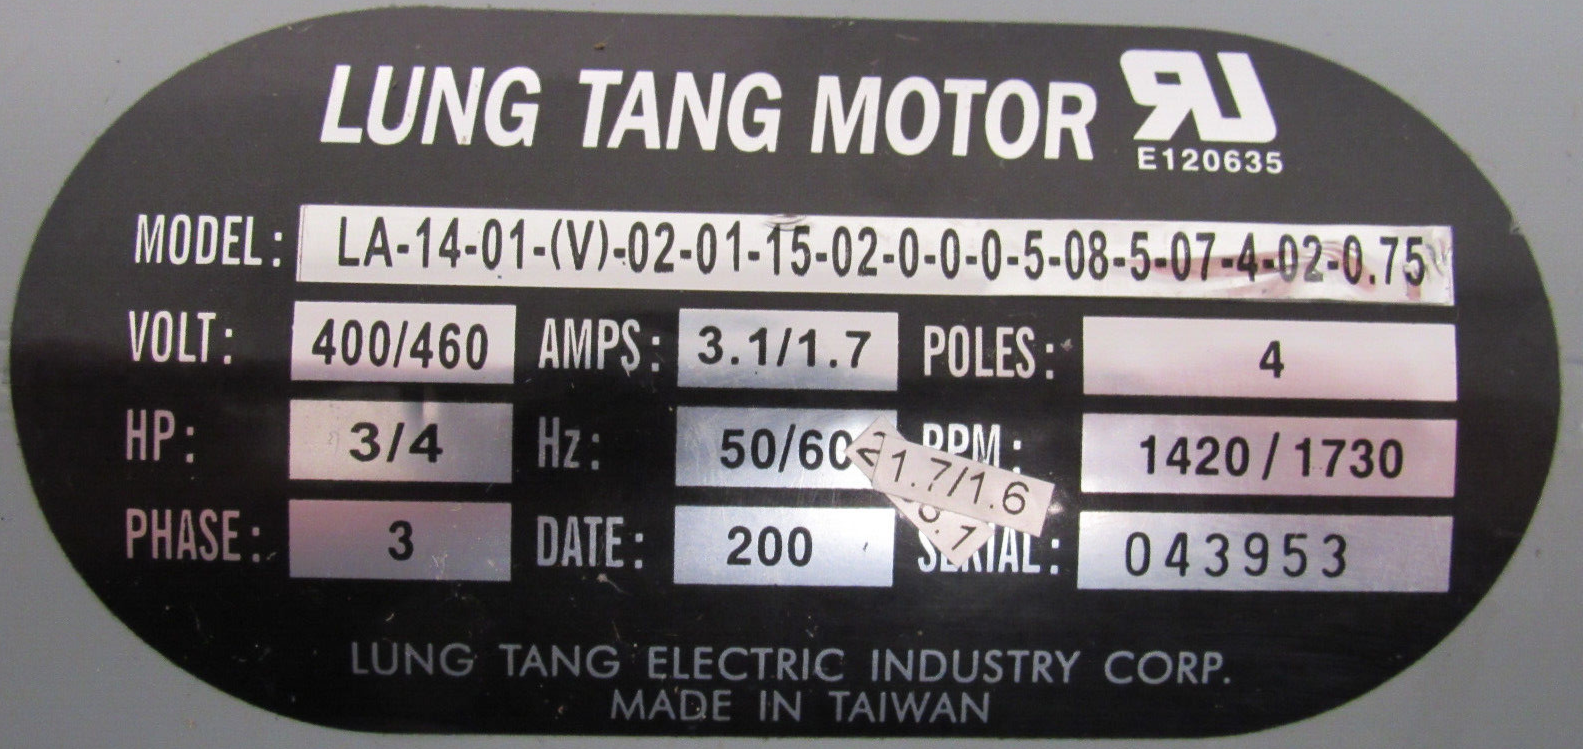 LUNG TANG MOTOR RU
E120635
MODEL: LA-14-01-(V)-02-01-15-02-0-0-0-5-08-5-07-4-02-0.75
VOLT: 400/460 AMPS: 3.1/1.7 POLES: 4
HP: 3/4 Hz: 50/60 RPM: 1420/1730
1.7/1.6
PHASE: 3 DATE: 200 SERIAL: 043953
LUNG TANG ELECTRIC INDUSTRY CORP.
MADE IN TAIWAN